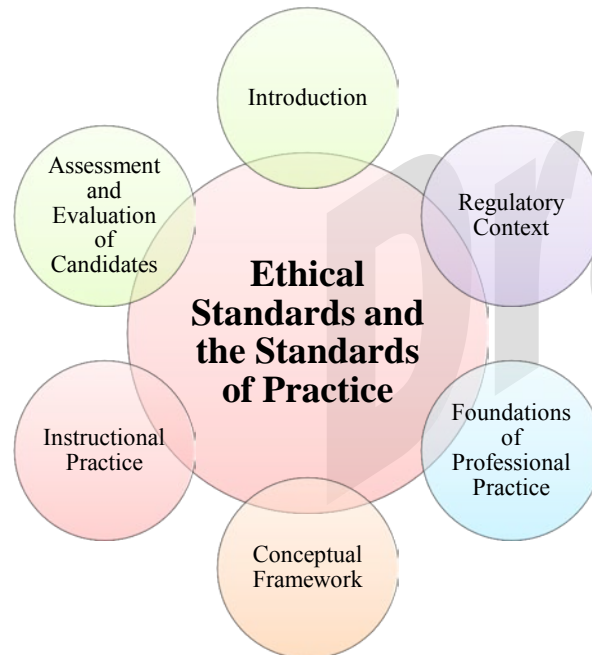 Introduction
Regulatory
Context
Foundations
of
Professional
Practice
Conceptual
Framework
Instructional
Practice
Assessment
and
Evaluation
of
Candidates
Ethical
Standards and
the Standards
of Practice